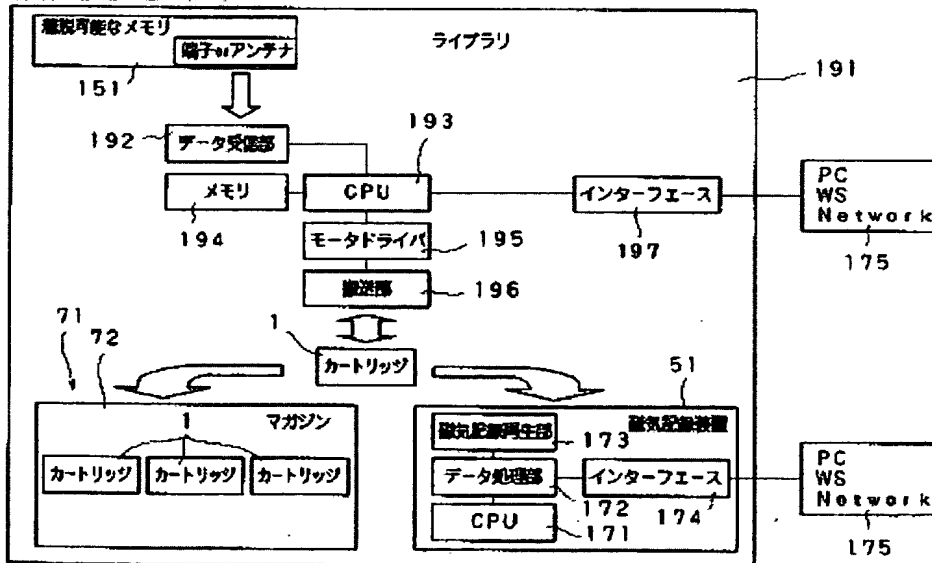 着脱可能なメモリ
端子orアンテナ
151
ライブラリ
191
192
データ受信部
193
メモリ
CPU
インターフェース
PC
WS
Network
194
モータドライバ
195
197
175
搬送部
196
71
72
1
カートリッジ
51
1
マガジン
磁気記録装置
磁気記録再生部
173
カートリッジ
カートリッジ
カートリッジ
データ処理部
インターフェース
PC
WS
Network
172
174
CPU
171
175